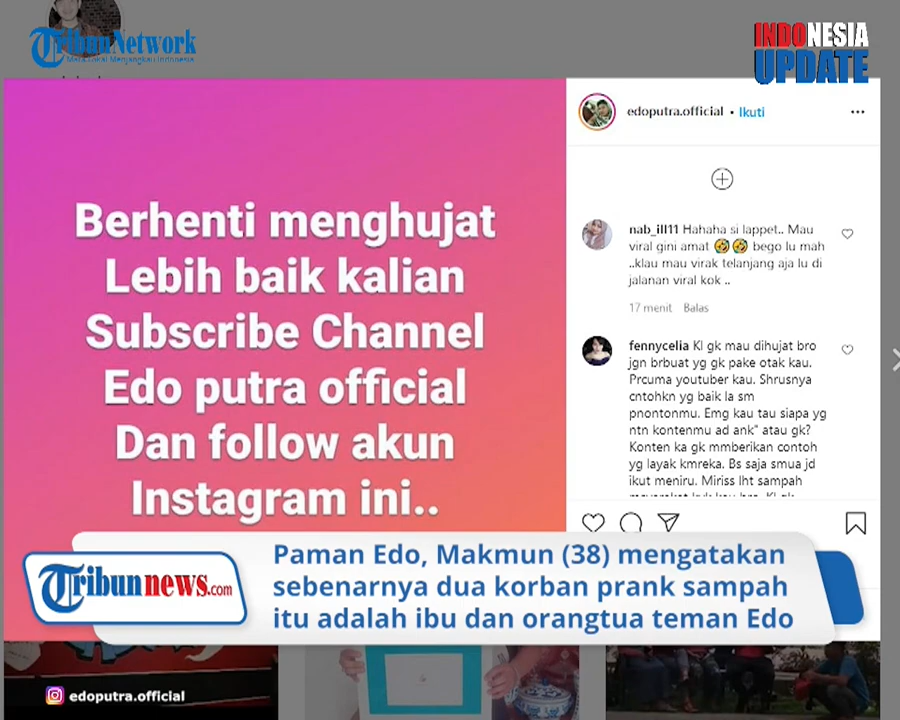 Tribun Network
Mata Lokal Menjangkau Indonesia
INDONESIA
UPDATE
Berhenti menghujat
Lebih baik kalian
Subscribe Channel
Edo putra official
Dan follow akun
Instagram ini..
edoputra.official • Ikuti
nab_ill11 Hahaha si lappet.. Mau
viral gini amat 🤣🤣 bego lu mah
..klau mau virak telanjang aja lu di
jalanan viral kok ..
17 menit Balas
fennycelia Kl gk mau dihujat bro
jgn brbuat yg gk pake otak kau.
Prcuma youtuber kau. Shrusnya
cntohkn yg baik la sm
pnontonmu. Emg kau tau siapa yg
ntn kontenmu ad ank" atau gk?
Konten ka gk mmberikan contoh
yg layak kmreka. Bs saja smua jd
ikut meniru. Miriss lht sampah
Tribunnews.com
Paman Edo, Makmun (38) mengatakan
sebenarnya dua korban prank sampah
itu adalah ibu dan orangtua teman Edo
edoputra.official